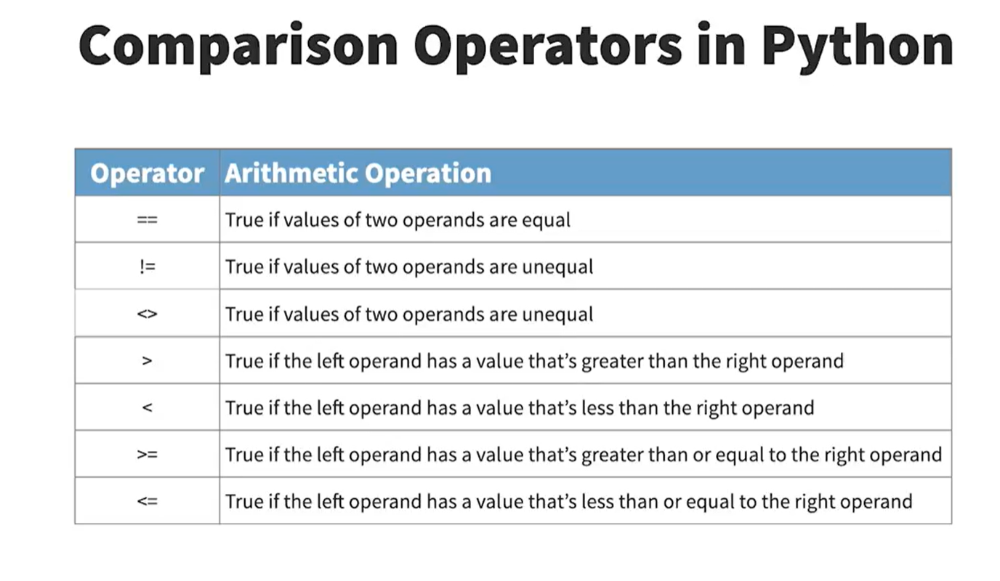 Comparison Operators in Python
Operator Arithmetic Operation
== True if values of two operands are equal
!= True if values of two operands are unequal
<> True if values of two operands are unequal
> True if the left operand has a value that’s greater than the right operand
< True if the left operand has a value that’s less than the right operand
>= True if the left operand has a value that’s greater than or equal to the right operand
<= True if the left operand has a value that’s less than or equal to the right operand